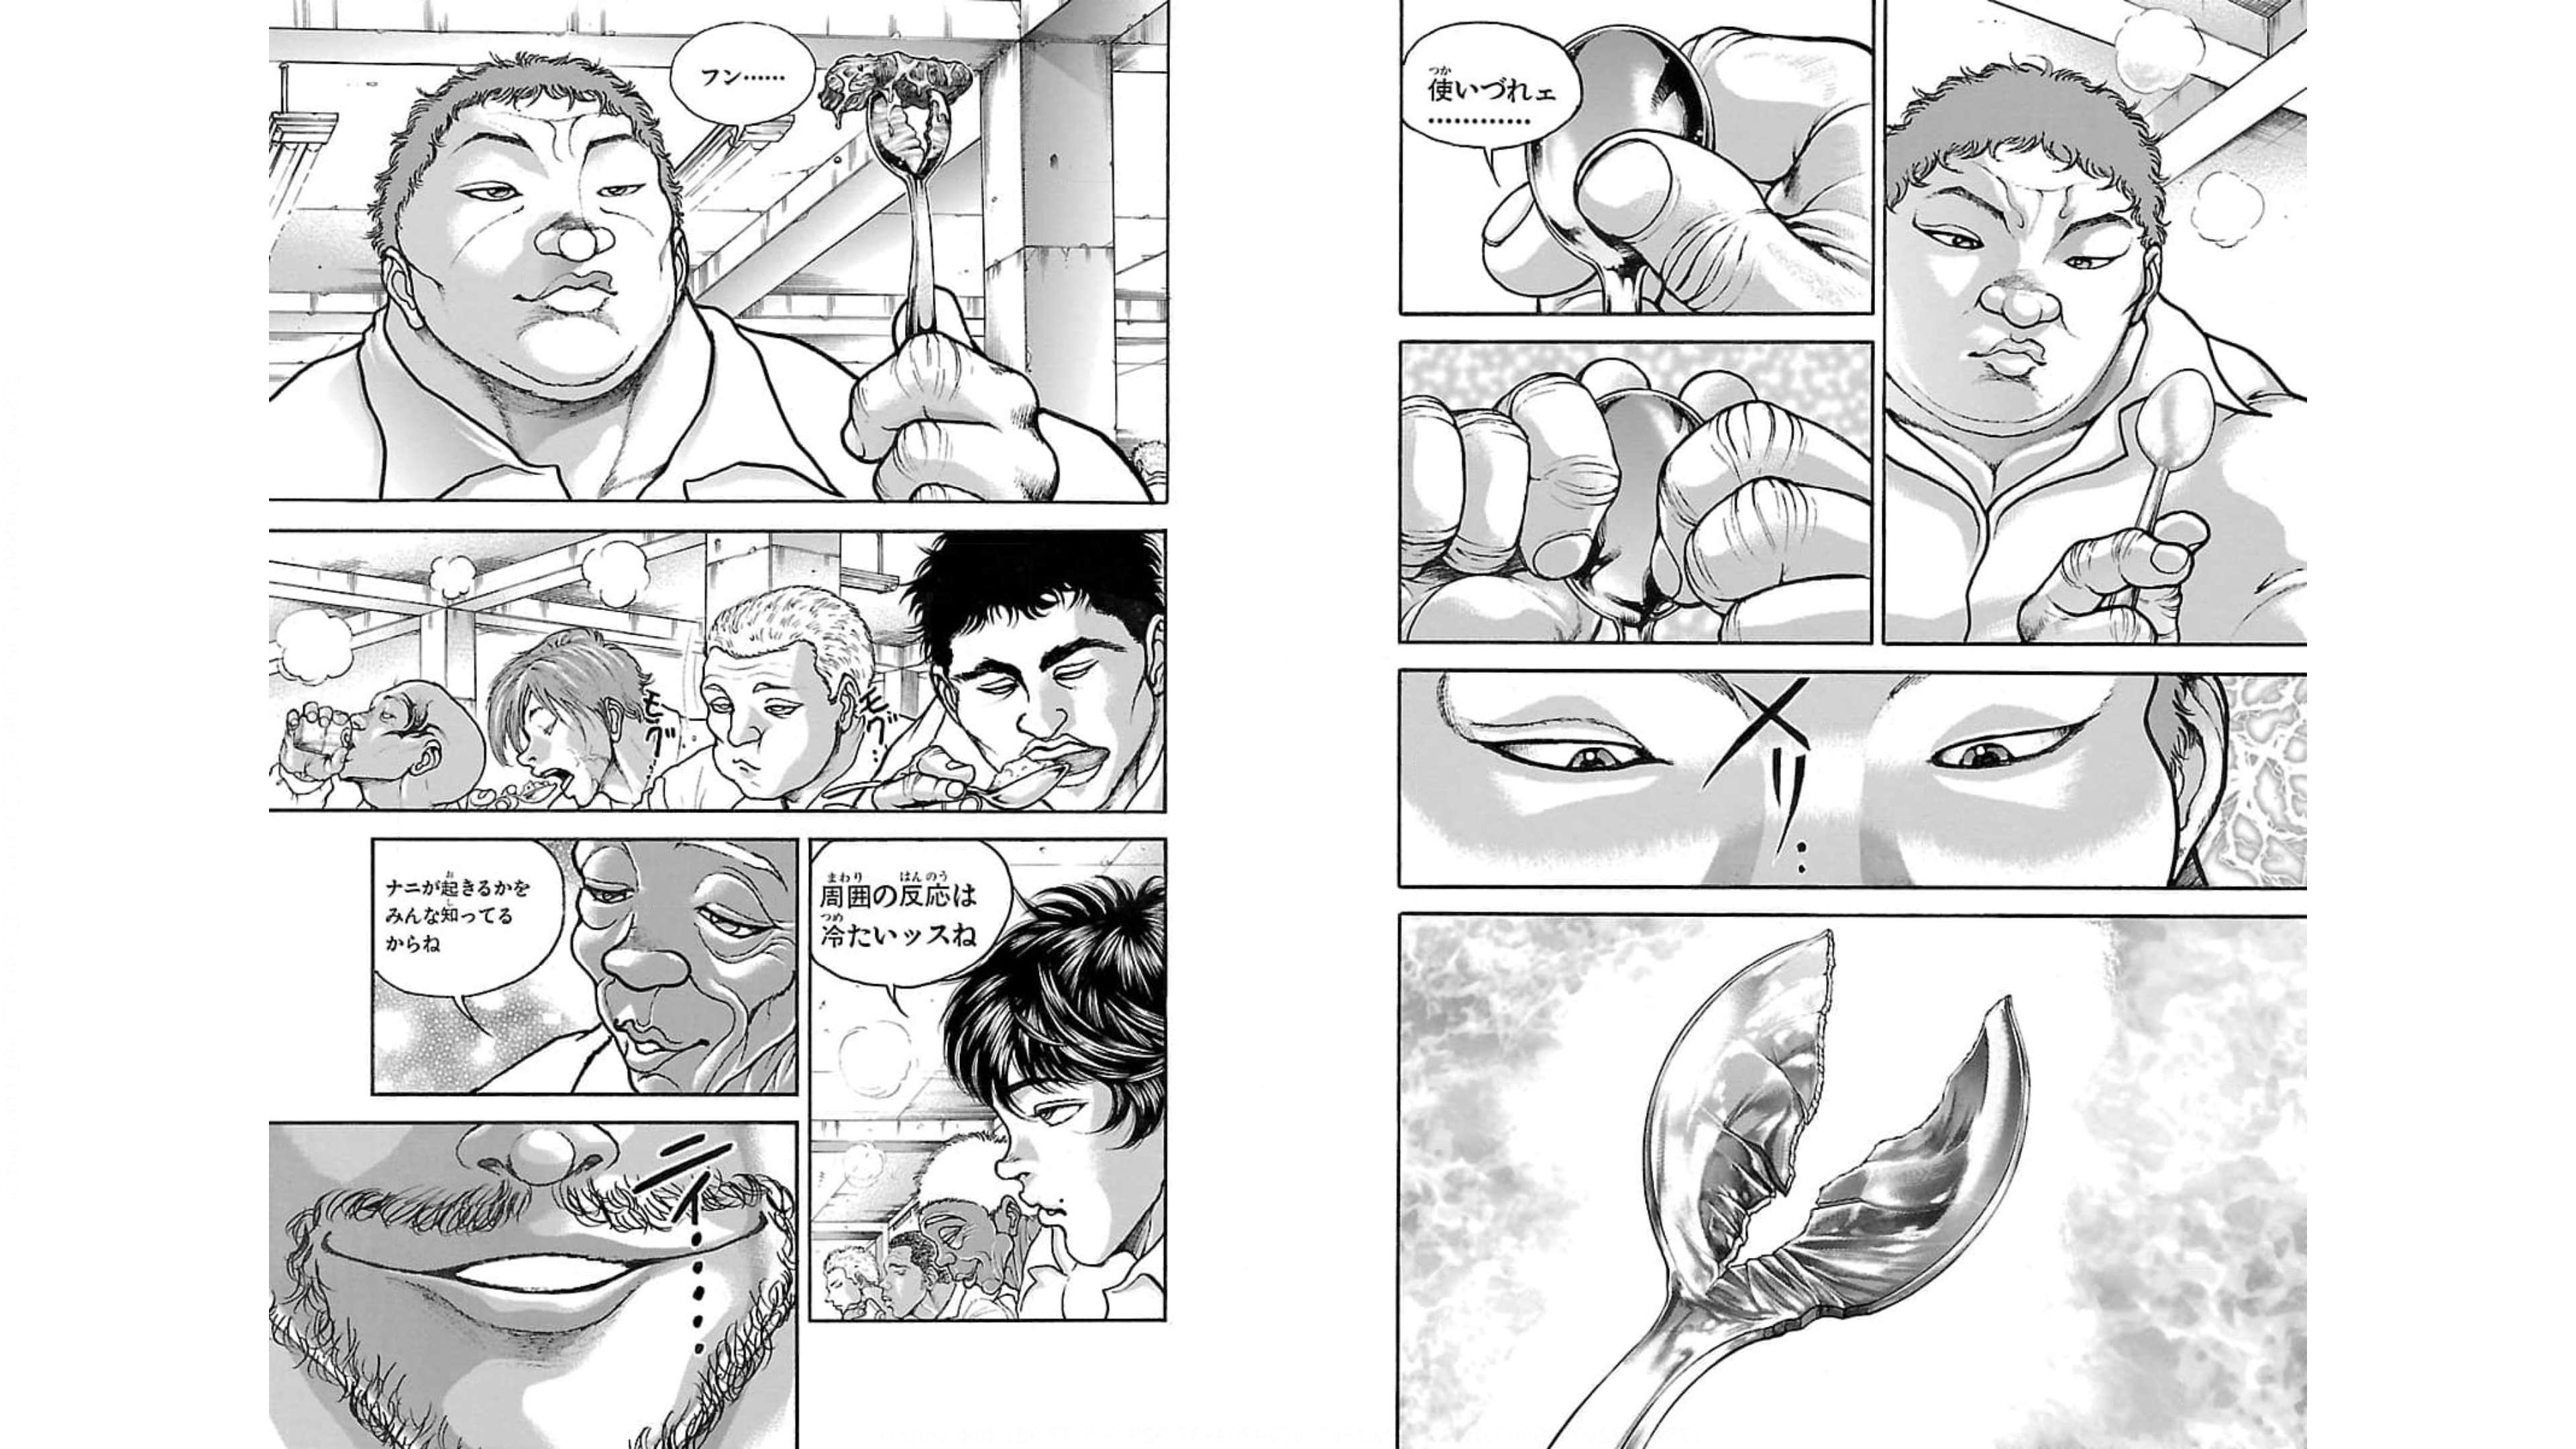 使いづれェ
…………
メリ…
フン……
モグ…
モグ…
周囲の反応は
冷たいッスね
ナニが起きるかを
みんな知ってる
からね
ニィ……